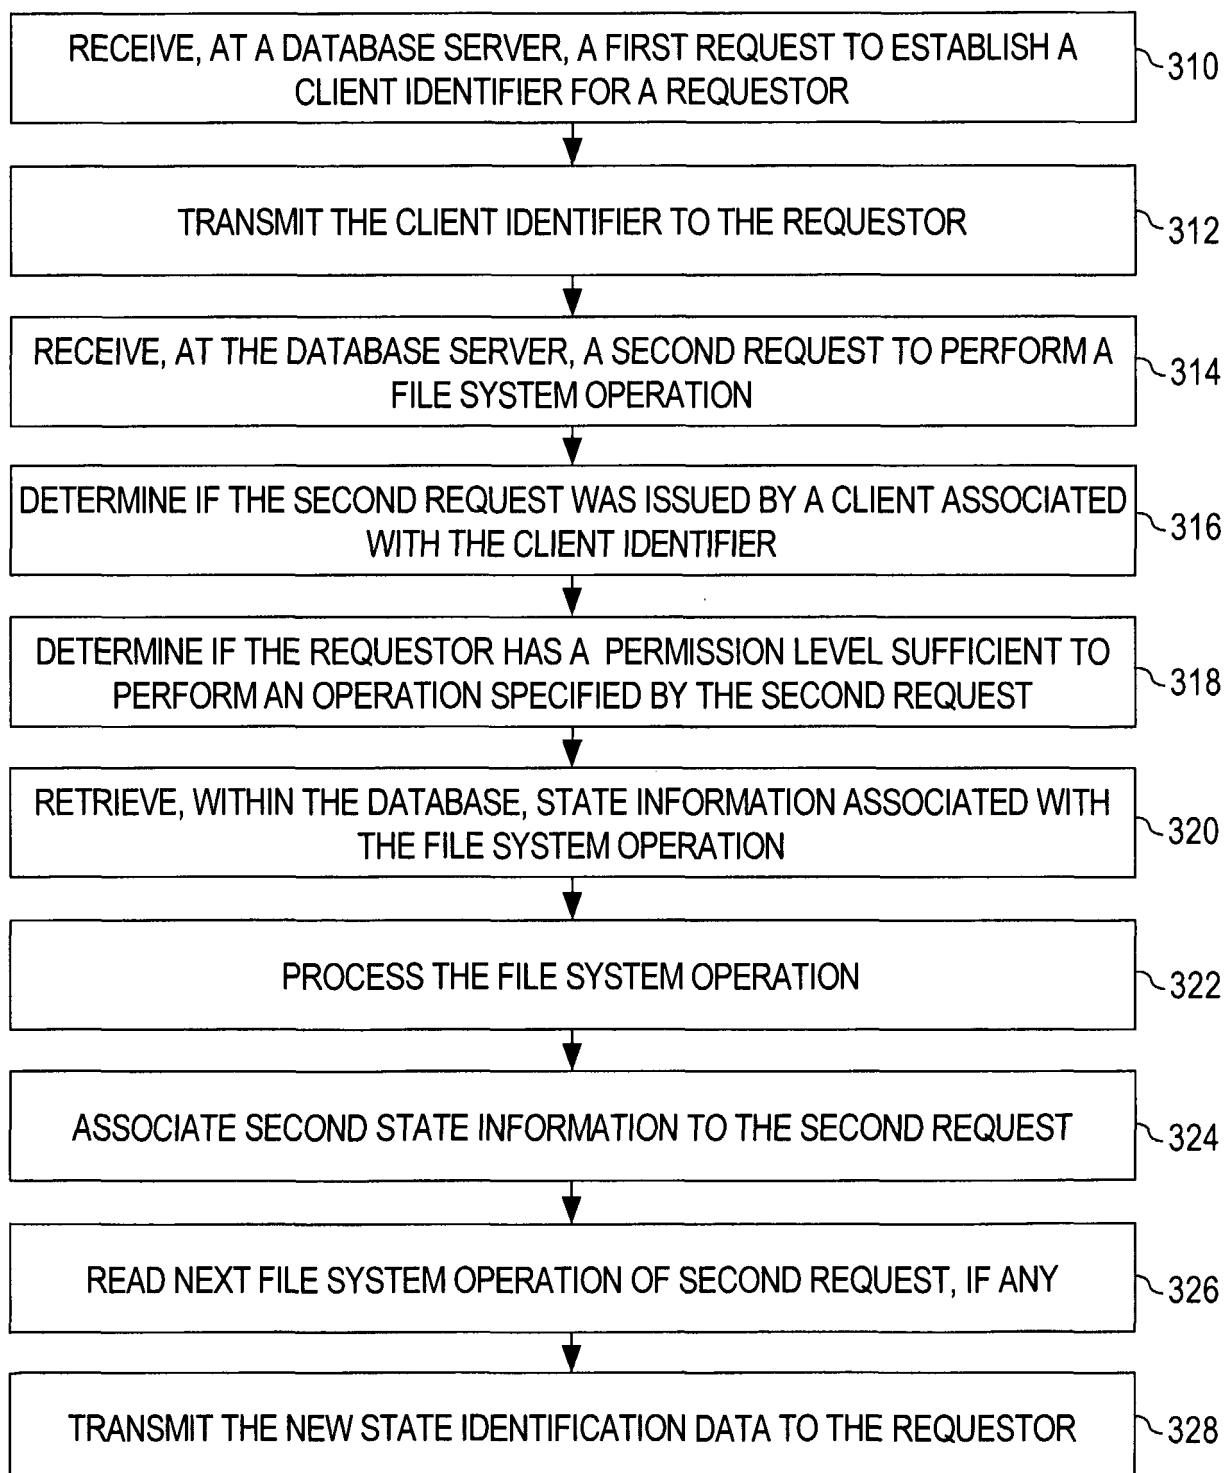 RECEIVE, AT A DATABASE SERVER, A FIRST REQUEST TO ESTABLISH A
CLIENT IDENTIFIER FOR A REQUESTOR
310
TRANSMIT THE CLIENT IDENTIFIER TO THE REQUESTOR
312
RECEIVE, AT THE DATABASE SERVER, A SECOND REQUEST TO PERFORM A
FILE SYSTEM OPERATION
314
DETERMINE IF THE SECOND REQUEST WAS ISSUED BY A CLIENT ASSOCIATED
WITH THE CLIENT IDENTIFIER
316
DETERMINE IF THE REQUESTOR HAS A PERMISSION LEVEL SUFFICIENT TO
PERFORM AN OPERATION SPECIFIED BY THE SECOND REQUEST
318
RETRIEVE, WITHIN THE DATABASE, STATE INFORMATION ASSOCIATED WITH
THE FILE SYSTEM OPERATION
320
PROCESS THE FILE SYSTEM OPERATION
322
ASSOCIATE SECOND STATE INFORMATION TO THE SECOND REQUEST
324
READ NEXT FILE SYSTEM OPERATION OF SECOND REQUEST, IF ANY
326
TRANSMIT THE NEW STATE IDENTIFICATION DATA TO THE REQUESTOR
328